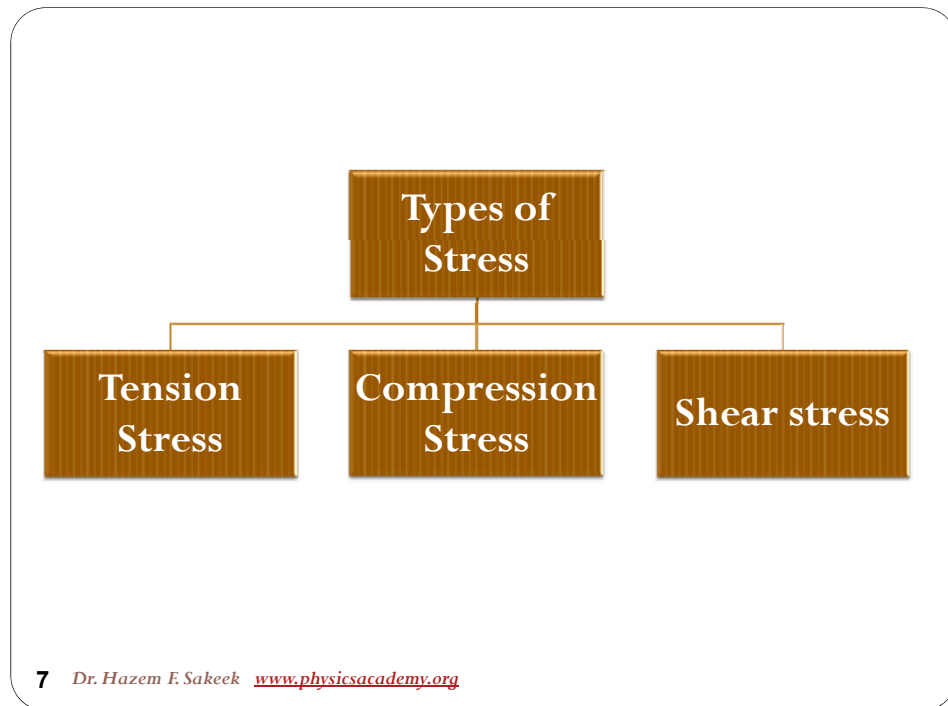 Types of
Stress
Tension
Stress
Compression
Stress
Shear stress
7 Dr. Hazem F. Sakeek www.physicsacademy.org